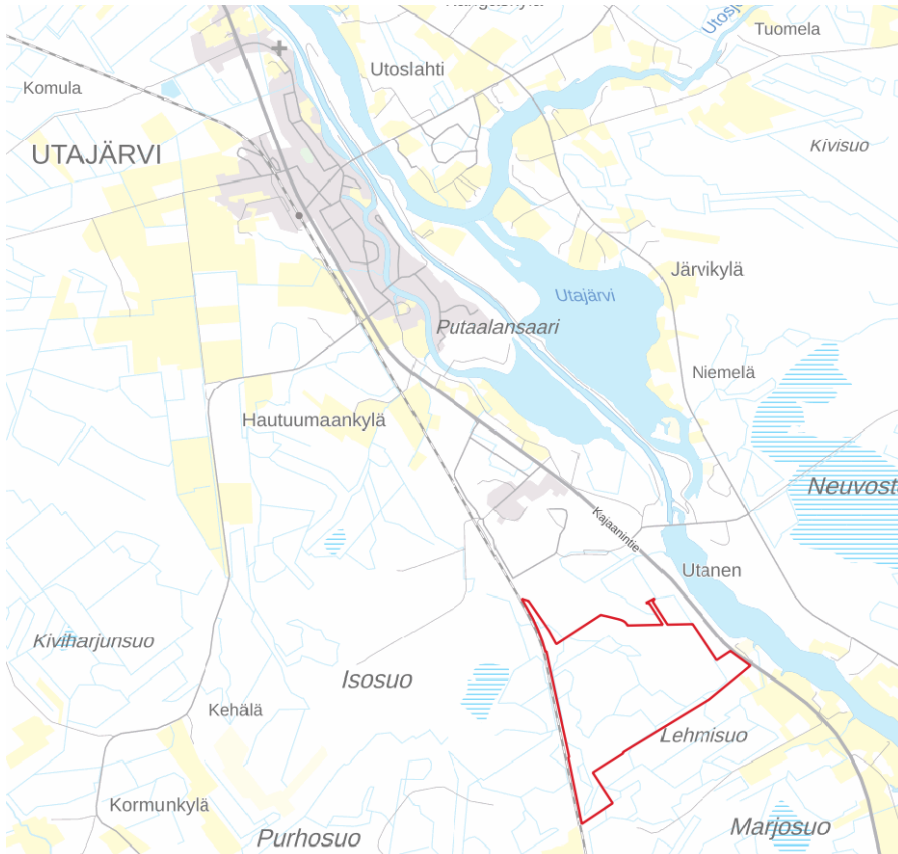 Utosj
Tuomela
Utoslahti
Komula
Kivisuo
UTAJÄRVI
Järvikylä
Utajärvi
Putaalansaari
Niemelä
Hautuumaankylä
Neuvost
Kajaanintie
Utanen
Kiviharjunsuo
Isosuo
Kehälä
Lehmisuo
Kormunkylä
Marjosuo
Purhosuo